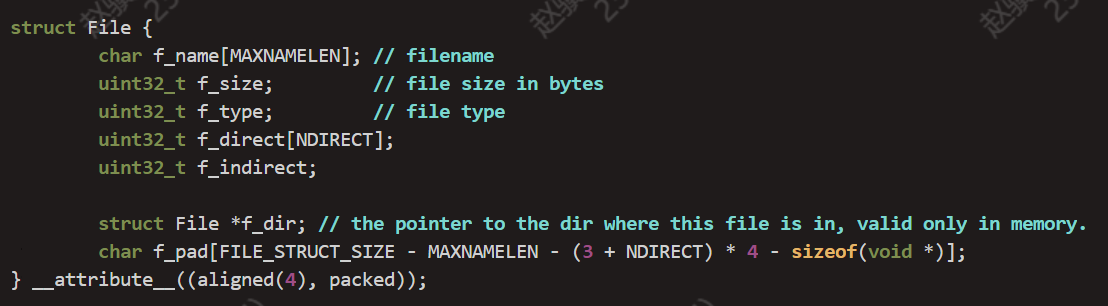 struct File {
        char f_name[MAXNAMELEN]; // filename
        uint32_t f_size;         // file size in bytes
        uint32_t f_type;         // file type
        uint32_t f_direct[NDIRECT];
        uint32_t f_indirect;

        struct File *f_dir; // the pointer to the dir where this file is in, valid only in memory.
        char f_pad[FILE_STRUCT_SIZE - MAXNAMELEN - (3 + NDIRECT) * 4 - sizeof(void *)];
} __attribute__((aligned(4), packed));